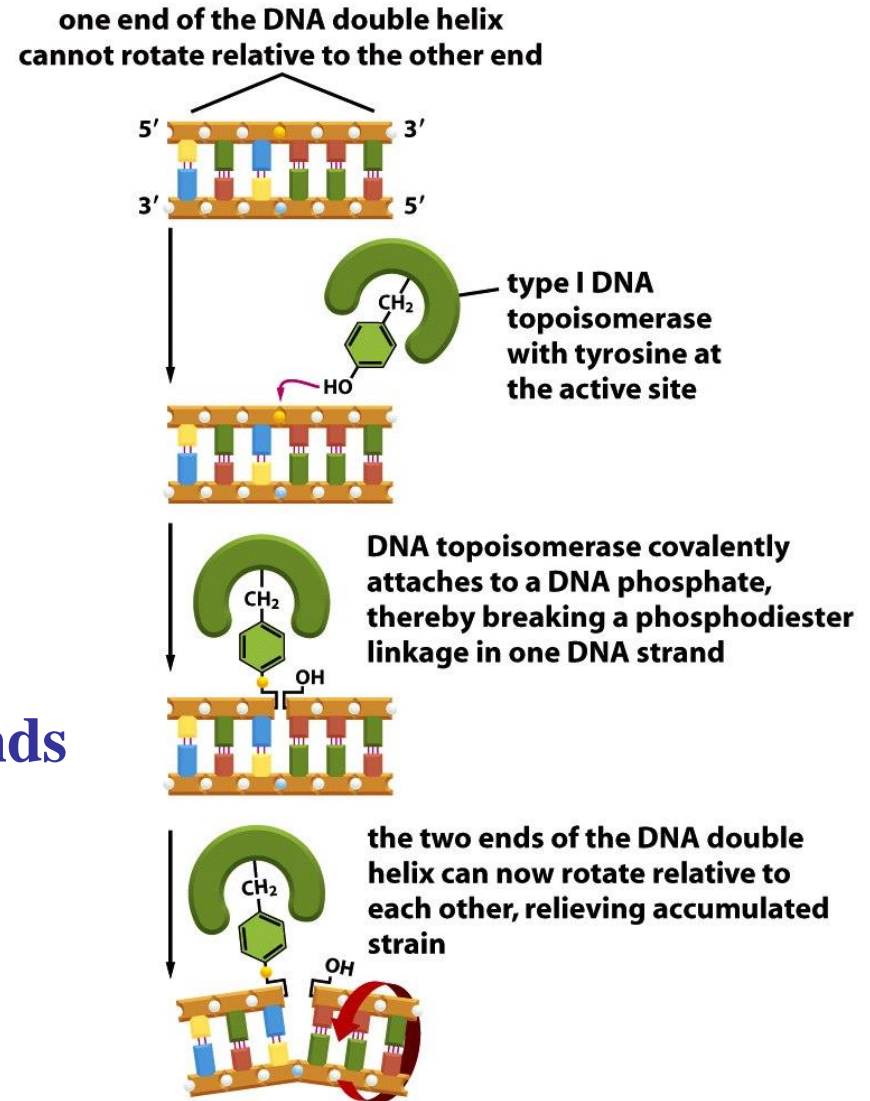 one end of the DNA double helix
cannot rotate relative to the other end
5′ 3′
3′ 5′
type I DNA
topoisomerase
with tyrosine at
the active site
CH₂
HO
DNA topoisomerase covalently
attaches to a DNA phosphate,
thereby breaking a phosphodiester
linkage in one DNA strand
CH₂
OH
nds
the two ends of the DNA double
helix can now rotate relative to
each other, relieving accumulated
strain
CH₂
OH